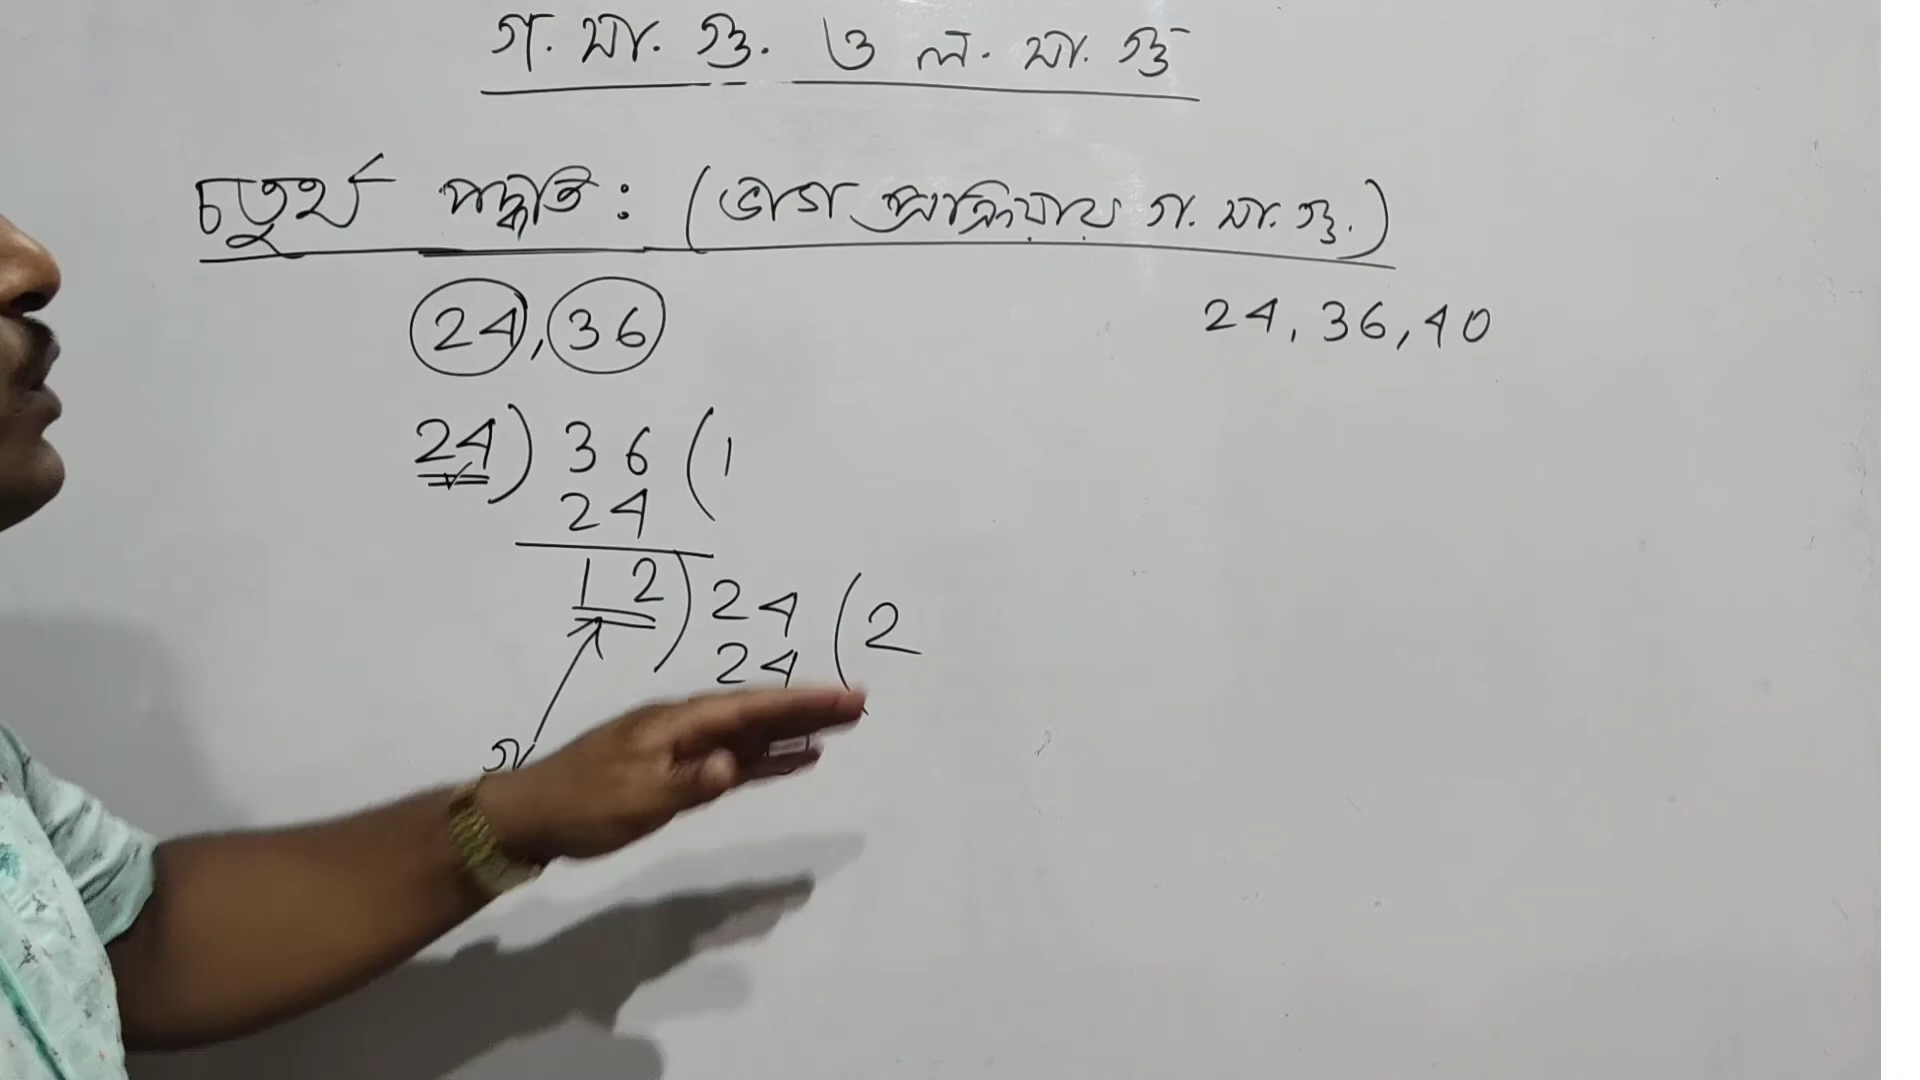 গ. সা. গু. ও ল. সা. গু
চতুর্থ পদ্ধতি : (ভাগ প্রক্রিয়ায় গ. সা. গু.)
24, 36
24, 36, 40
24) 36 (1
24
12) 24 (2
24